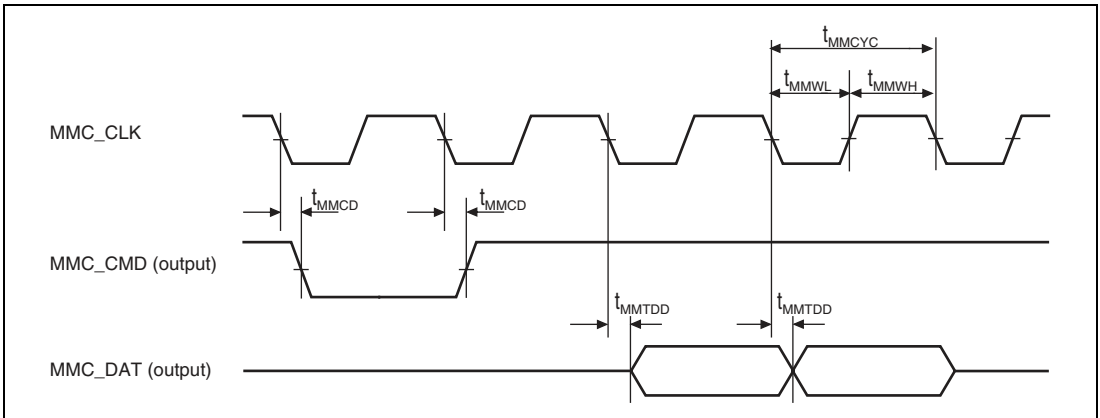 tMMCYC
tMMWL tMMWH
MMC_CLK
tMMCD tMMCD
MMC_CMD (output)
tMMTDD tMMTDD
MMC_DAT (output)